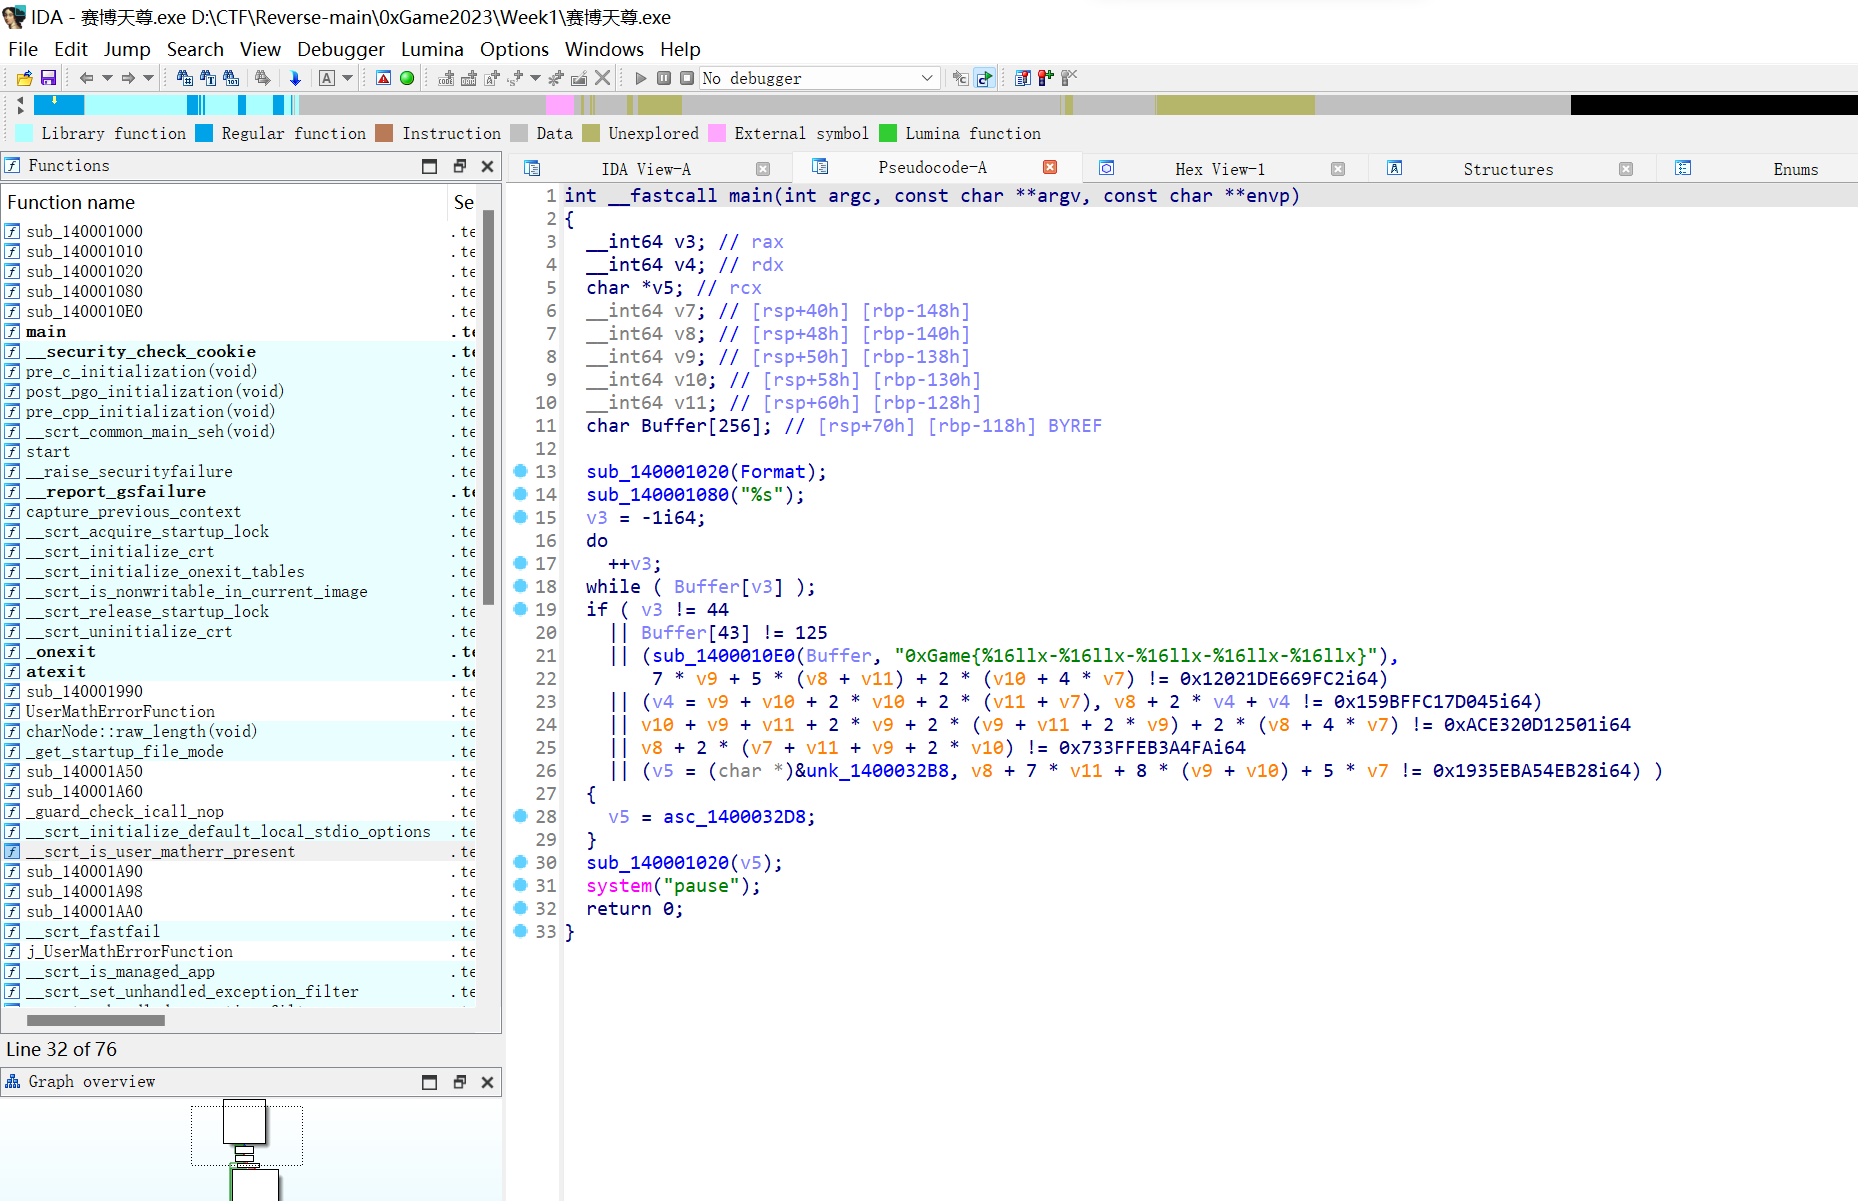 IDA - 赛博天尊.exe D:\CTF\Reverse-main\0xGame2023\Week1\赛博天尊.exe
File Edit Jump Search View Debugger Lumina Options Windows Help
No debugger
Library function Regular function Instruction Data Unexplored External symbol Lumina function
Functions
Function name Se
sub_140001000 .te
sub_140001010 .te
sub_140001020 .te
sub_140001080 .te
sub_1400010E0 .te
main .te
__security_check_cookie .te
pre_c_initialization(void) .te
post_pgo_initialization(void) .te
pre_cpp_initialization(void) .te
__scrt_common_main_seh(void) .te
start .te
__raise_securityfailure .te
__report_gsfailure .te
capture_previous_context .te
__scrt_acquire_startup_lock .te
__scrt_initialize_crt .te
__scrt_initialize_onexit_tables .te
__scrt_is_nonwritable_in_current_image .te
__scrt_release_startup_lock .te
__scrt_uninitialize_crt .te
_onexit .te
atexit .te
sub_140001990 .te
UserMathErrorFunction .te
charNode::raw_length(void) .te
_get_startup_file_mode .te
sub_140001A50 .te
sub_140001A60 .te
_guard_check_icall_nop .te
__scrt_initialize_default_local_stdio_options .te
__scrt_is_user_matherr_present .te
sub_140001A90 .te
sub_140001A98 .te
sub_140001AA0 .te
__scrt_fastfail .te
j_UserMathErrorFunction .te
__scrt_is_managed_app .te
__scrt_set_unhandled_exception_filter .te
Line 32 of 76
Graph overview
IDA View-A Pseudocode-A Hex View-1 Structures Enums
1 int __fastcall main(int argc, const char **argv, const char **envp)
2 {
3 __int64 v3; // rax
4 __int64 v4; // rdx
5 char *v5; // rcx
6 __int64 v7; // [rsp+40h] [rbp-148h]
7 __int64 v8; // [rsp+48h] [rbp-140h]
8 __int64 v9; // [rsp+50h] [rbp-138h]
9 __int64 v10; // [rsp+58h] [rbp-130h]
10 __int64 v11; // [rsp+60h] [rbp-128h]
11 char Buffer[256]; // [rsp+70h] [rbp-118h] BYREF
12
13 sub_140001020(Format);
14 sub_140001080("%s");
15 v3 = -1i64;
16 do
17 ++v3;
18 while ( Buffer[v3] );
19 if ( v3 != 44
20 || Buffer[43] != 125
21 || (sub_1400010E0(Buffer, "0xGame{%16llx-%16llx-%16llx-%16llx-%16llx}"),
22 7 * v9 + 5 * (v8 + v11) + 2 * (v10 + 4 * v7) != 0x12021DE669FC2i64)
23 || (v4 = v9 + v10 + 2 * v10 + 2 * (v11 + v7), v8 + 2 * v4 + v4 != 0x159BFFC17D045i64)
24 || v10 + v9 + v11 + 2 * v9 + 2 * (v9 + v11 + 2 * v9) + 2 * (v8 + 4 * v7) != 0xACE320D12501i64
25 || v8 + 2 * (v7 + v11 + v9 + 2 * v10) != 0x733FFEB3A4FAi64
26 || (v5 = (char *)&unk_1400032B8, v8 + 7 * v11 + 8 * (v9 + v10) + 5 * v7 != 0x1935EBA54EB28i64) )
27 {
28 v5 = asc_1400032D8;
29 }
30 sub_140001020(v5);
31 system("pause");
32 return 0;
33 }